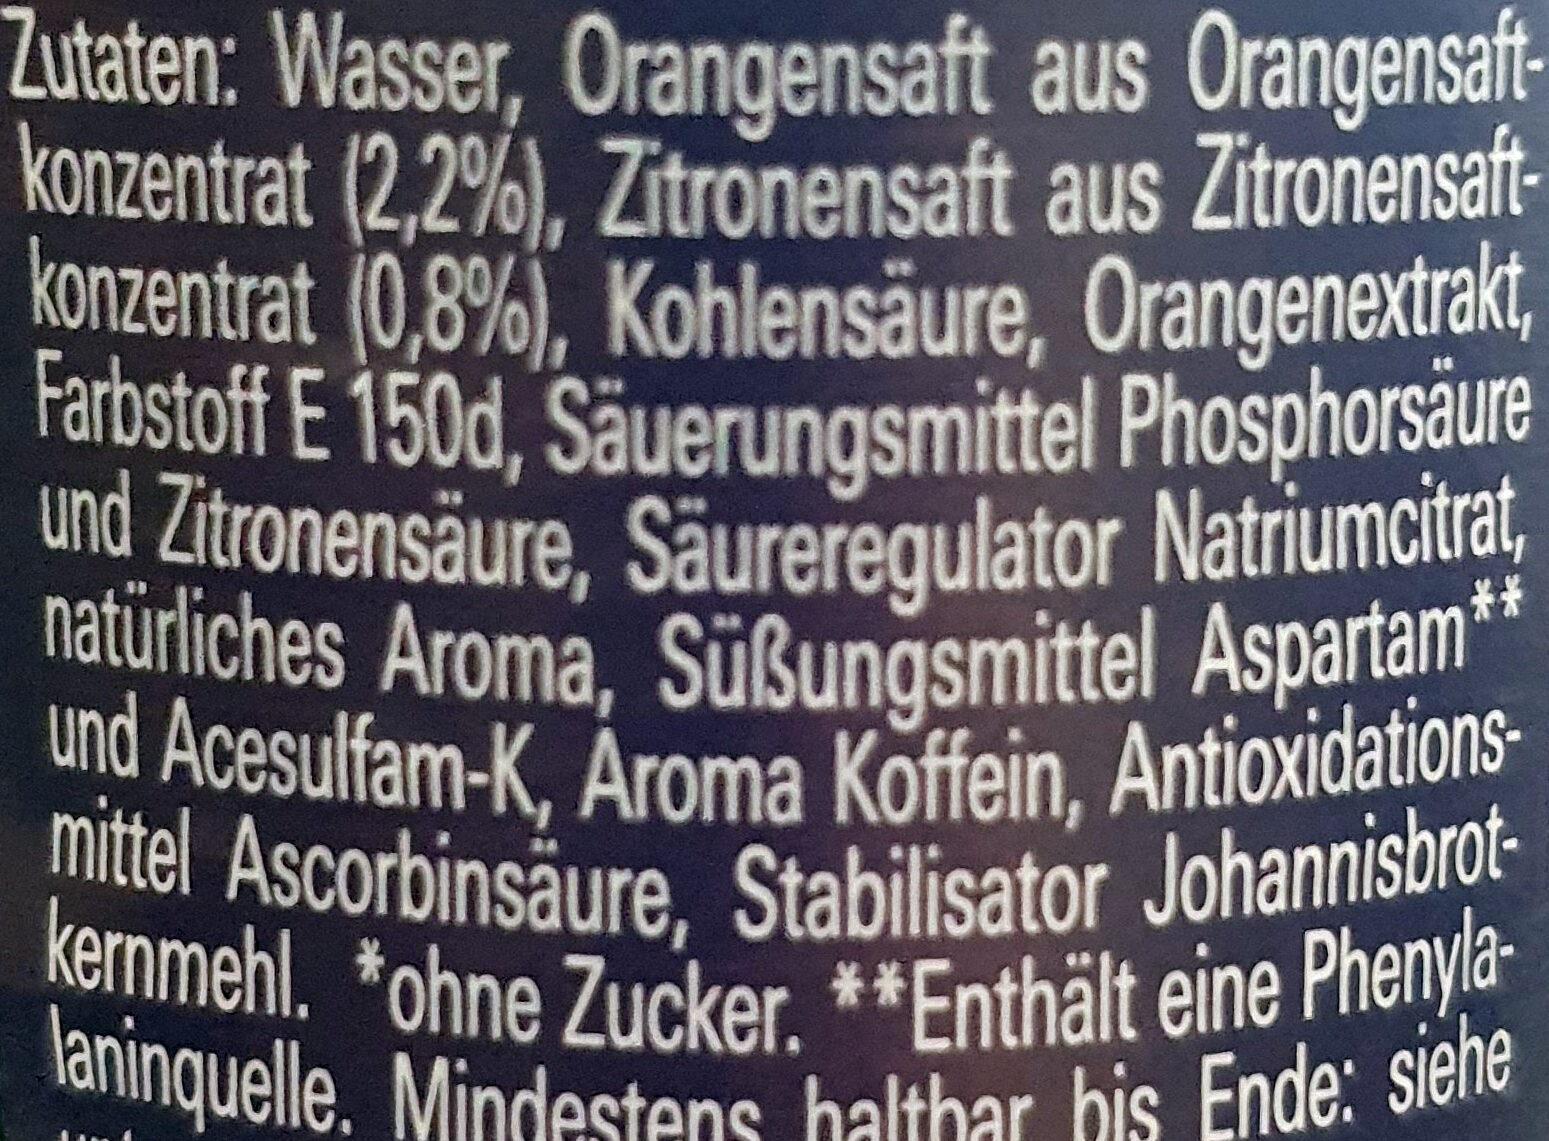 Zutaten: Wasser, Orangensaft aus Orangensaft-
konzentrat (2,2%), Zitronensaft aus Zitronensaft-
konzentrat (0,8%), Kohlensäure, Orangenextrakt,
Farbstoff E 150d, Säuerungsmittel Phosphorsäure
und Zitronensäure, Säureregulator Natriumcitrat,
natürliches Aroma, Süßungsmittel Aspartam**
und Acesulfam-K, Aroma Koffein, Antioxidations-
mittel Ascorbinsäure, Stabilisator Johannisbrot-
kernmehl. *ohne Zucker. **Enthält eine Phenyla-
laninquelle. Mindestens haltbar bis Ende: siehe